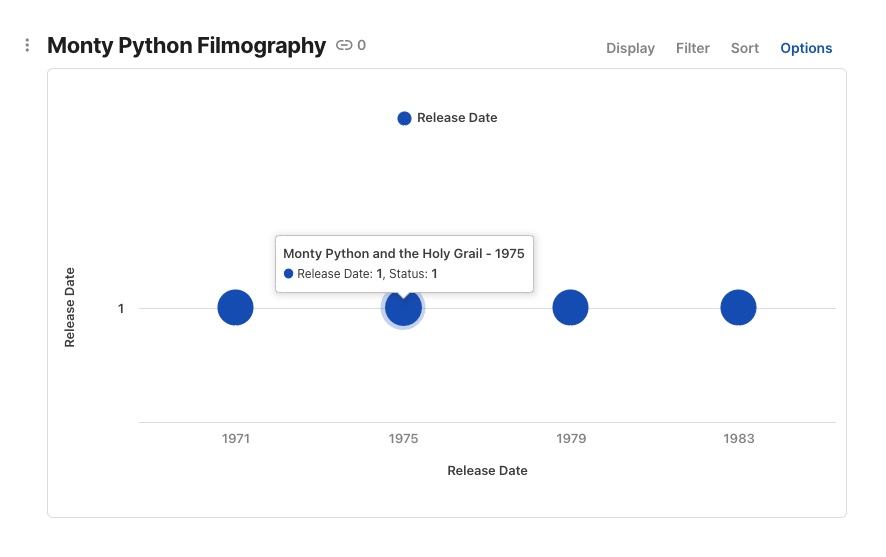 Monty Python Filmography 0
Display Filter Sort Options
Release Date
Monty Python and the Holy Grail - 1975
Release Date: 1, Status: 1
Release Date
1
1971 1975 1979 1983
Release Date